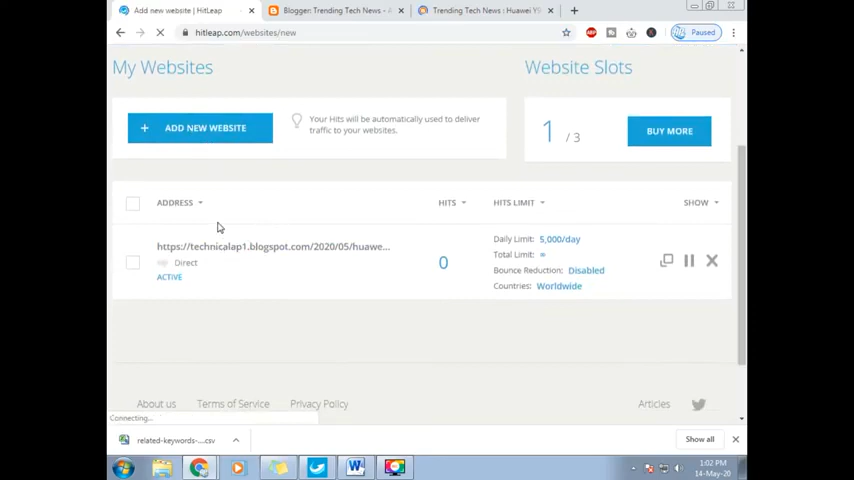 Add new website | HitLeap
Blogger: Trending Tech News - A
Trending Tech News : Huawei Y9
hitleap.com/websites/new
ABP
Paused
My Websites
Website Slots
+ ADD NEW WEBSITE
Your Hits will be automatically used to deliver
traffic to your websites.
1 / 3
BUY MORE
ADDRESS
HITS
HITS LIMIT
SHOW
https://technicalap1.blogspot.com/2020/05/huawe...
Direct
ACTIVE
0
Daily Limit: 5,000/day
Total Limit: ∞
Bounce Reduction: Disabled
Countries: Worldwide
About us
Terms of Service
Privacy Policy
Articles
Connecting...
related-keywords-....csv
Show all
1:02 PM
14-May-20